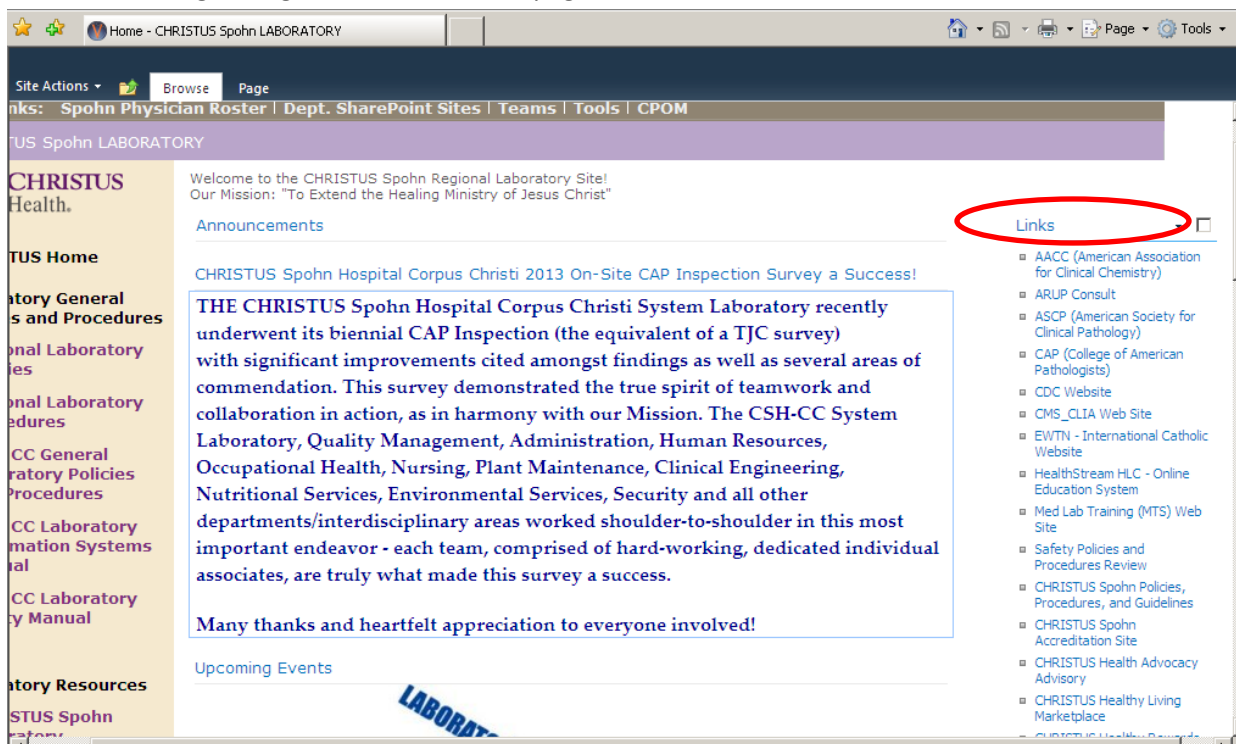 Home - CHRISTUS Spohn LABORATORY
Page
Tools
Site Actions
Browse
Page
Spohn Physician Roster | Dept. SharePoint Sites | Teams | Tools | CPOM
Spohn LABORATORY
CHRISTUS
Health.
Home
General
and Procedures
Laboratory
Laboratory
CC General
Policies
Procedures
CC Laboratory
Systems
CC Laboratory
Manual
Resources
Spohn
Welcome to the CHRISTUS Spohn Regional Laboratory Site!
Our Mission: "To Extend the Healing Ministry of Jesus Christ"
Announcements
CHRISTUS Spohn Hospital Corpus Christi 2013 On-Site CAP Inspection Survey a Success!
THE CHRISTUS Spohn Hospital Corpus Christi System Laboratory recently
underwent its biennial CAP Inspection (the equivalent of a TJC survey)
with significant improvements cited amongst findings as well as several areas of
commendation. This survey demonstrated the true spirit of teamwork and
collaboration in action, as in harmony with our Mission. The CSH-CC System
Laboratory, Quality Management, Administration, Human Resources,
Occupational Health, Nursing, Plant Maintenance, Clinical Engineering,
Nutritional Services, Environmental Services, Security and all other
departments/interdisciplinary areas worked shoulder-to-shoulder in this most
important endeavor - each team, comprised of hard-working, dedicated individual
associates, are truly what made this survey a success.
Many thanks and heartfelt appreciation to everyone involved!
Upcoming Events
Links
AACC (American Association
for Clinical Chemistry)
ARUP Consult
ASCP (American Society for
Clinical Pathology)
CAP (College of American
Pathologists)
CDC Website
CMS_CLIA Web Site
EWTN - International Catholic
Website
HealthStream HLC - Online
Education System
Med Lab Training (MTS) Web
Site
Safety Policies and
Procedures Review
CHRISTUS Spohn Policies,
Procedures, and Guidelines
CHRISTUS Spohn
Accreditation Site
CHRISTUS Health Advocacy
Advisory
CHRISTUS Healthy Living
Marketplace